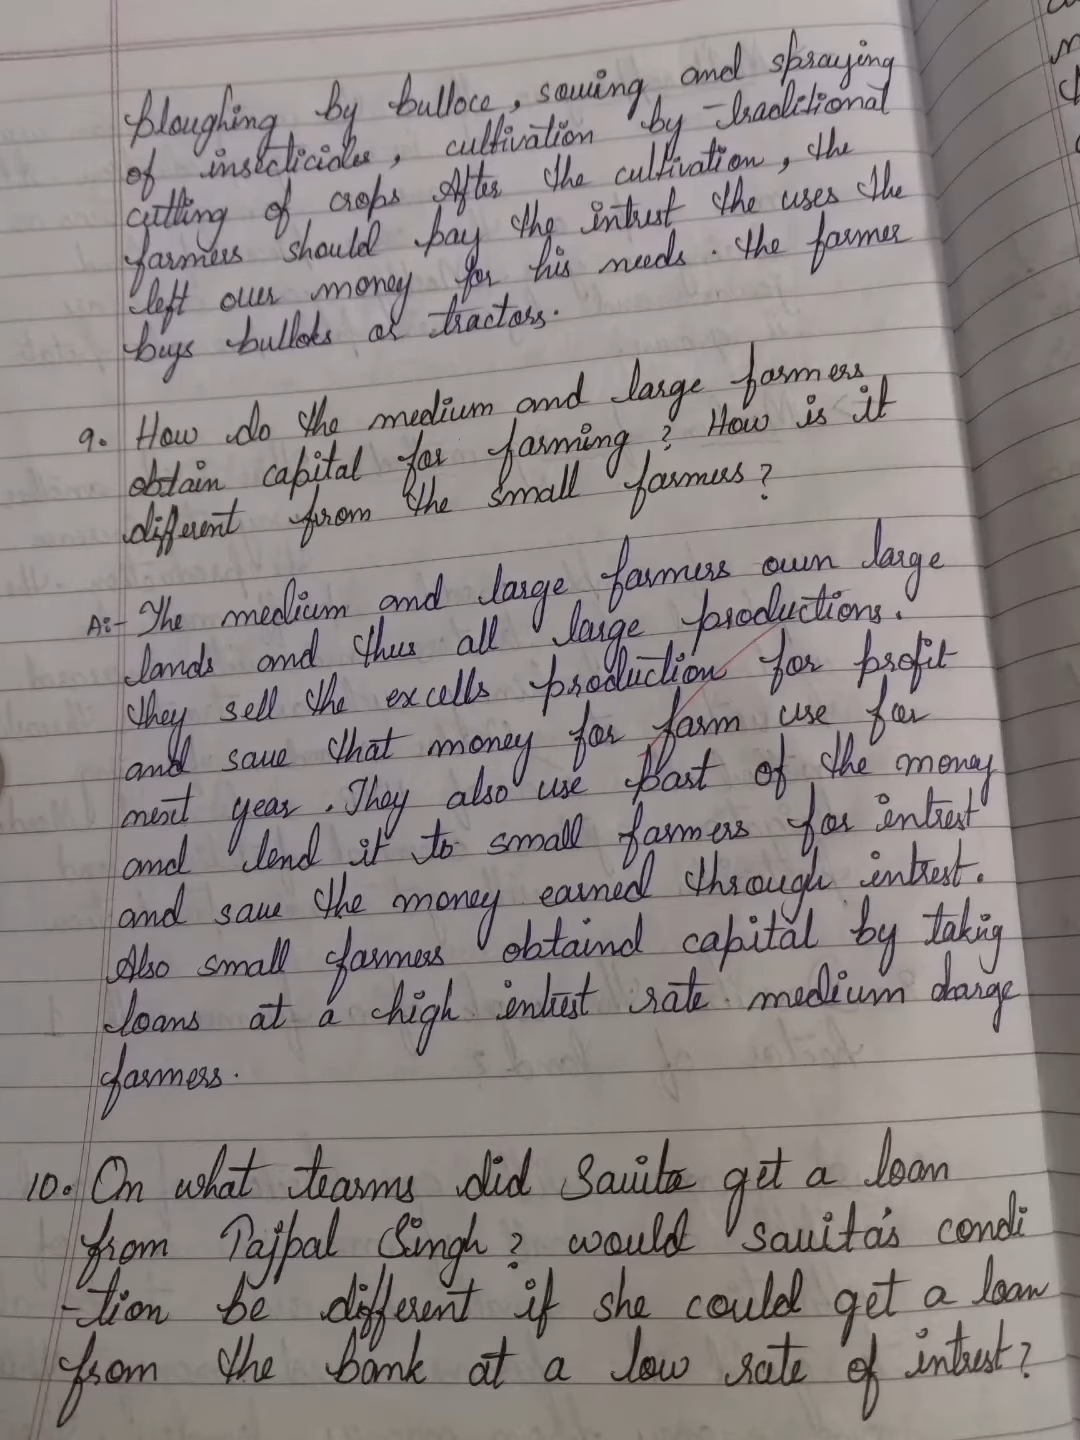 ploughing by bulloce, sowing and spraying
of insecticides, cultivation by traditional
cutting of crops After the cultivation, the
farmers should pay the intrest the uses the
left over money for his needs. the farmer
buys bulloks or tractors.
9. How do the medium and large farmers
obtain capital for farming? How is it
different from the small farmers?
A:- The medium and large farmers own large
lands and thus all large productions.
they sell the excells production for profit
and save that money for farm use for
next year. They also use part of the money
and lend it to small farmers for intrest
and save the money earned through intrest.
Also small farmers obtaind capital by takig
loans at a high intrest rate medium large
farmers.
10. On what tearms did Savita get a loan
from Tajpal Singh? would savita's condi
-tion be different if she could get a loan
from the bank at a low rate of intrest?